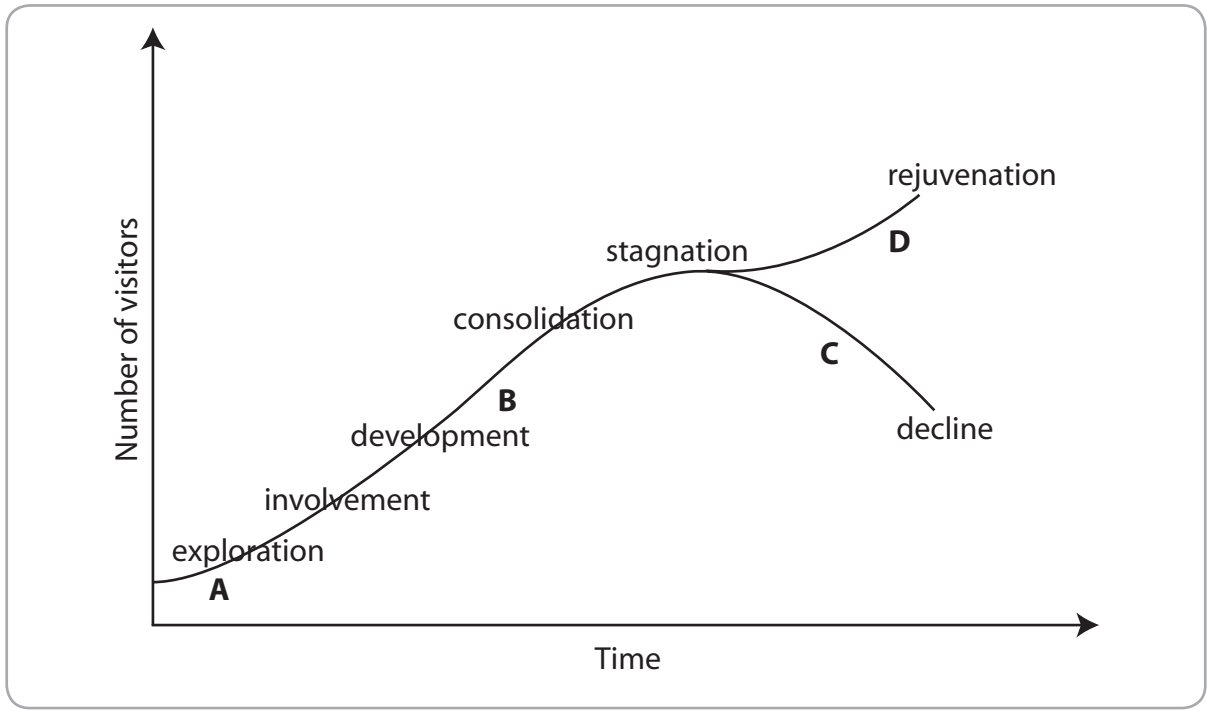 rejuvenation
D
stagnation
consolidation
C
B
decline
development
involvement
exploration
A
Number of visitors
Time